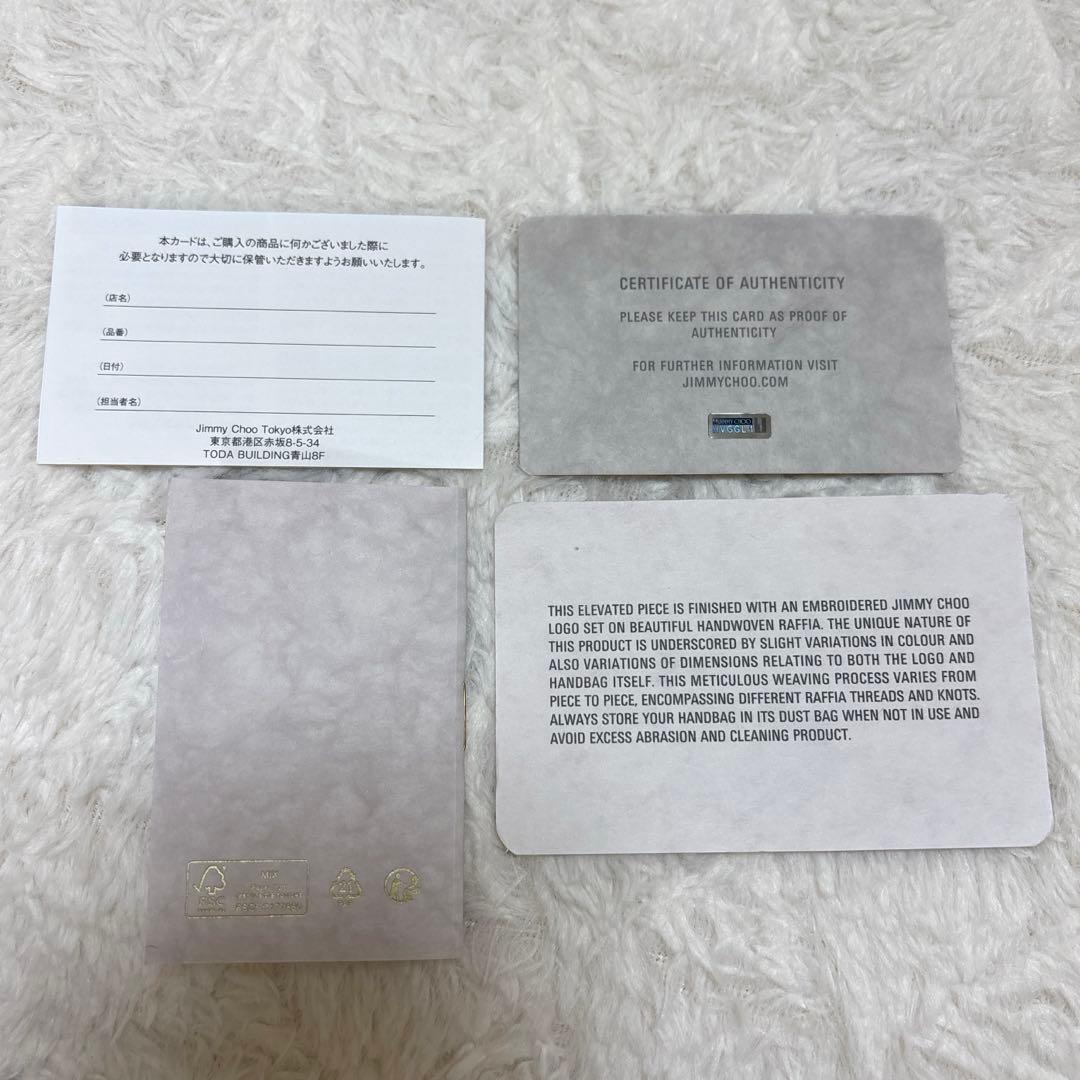 本カードは、ご購入の商品に何かございました際に
必要となりますので大切に保管いただきますようお願いいたします。
(店名)
(品番)
(日付)
(担当者名)
Jimmy Choo Tokyo株式会社
東京都港区赤坂8-5-34
TODA BUILDING青山8F
CERTIFICATE OF AUTHENTICITY
PLEASE KEEP THIS CARD AS PROOF OF
AUTHENTICITY
FOR FURTHER INFORMATION VISIT
JIMMYCHOO.COM
THIS ELEVATED PIECE IS FINISHED WITH AN EMBROIDERED JIMMY CHOO
LOGO SET ON BEAUTIFUL HANDWOVEN RAFFIA. THE UNIQUE NATURE OF
THIS PRODUCT IS UNDERSCORED BY SLIGHT VARIATIONS IN COLOUR AND
ALSO VARIATIONS OF DIMENSIONS RELATING TO BOTH THE LOGO AND
HANDBAG ITSELF. THIS METICULOUS WEAVING PROCESS VARIES FROM
PIECE TO PIECE, ENCOMPASSING DIFFERENT RAFFIA THREADS AND KNOTS.
ALWAYS STORE YOUR HANDBAG IN ITS DUST BAG WHEN NOT IN USE AND
AVOID EXCESS ABRASION AND CLEANING PRODUCT.
FSC
MIX
21
PAP